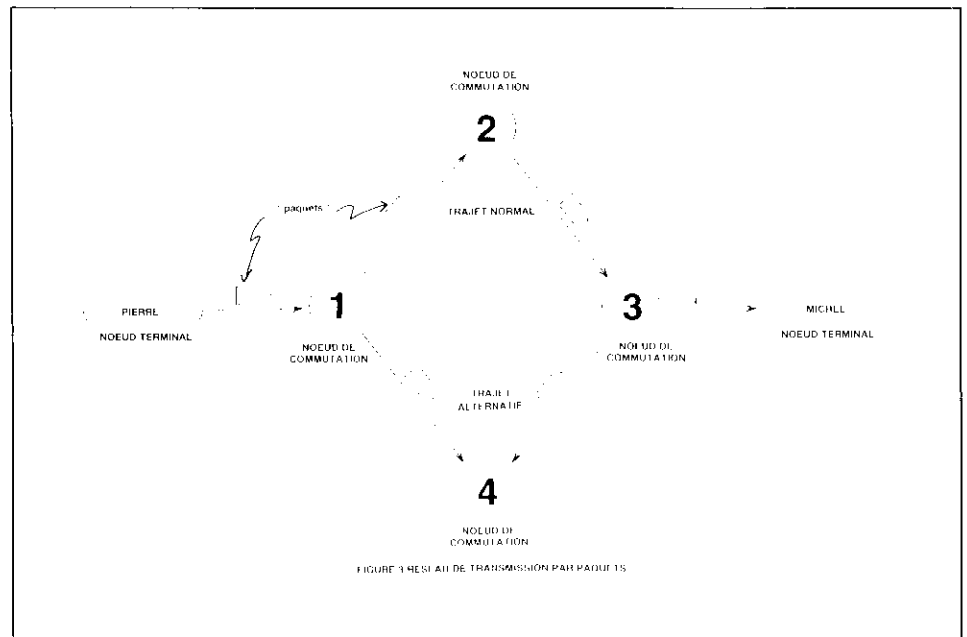 NOEUD DE
COMMUTATION
2
paquets
TRAJET NORMAL
PIERRE
NOEUD TERMINAL
1
NOEUD DE
COMMUTATION
3
NOEUD DE
COMMUTATION
MICHEL
NOEUD TERMINAL
TRAJET
ALTERNATIF
4
NOEUD DE
COMMUTATION
FIGURE 3 RESEAU DE TRANSMISSION PAR PAQUETS